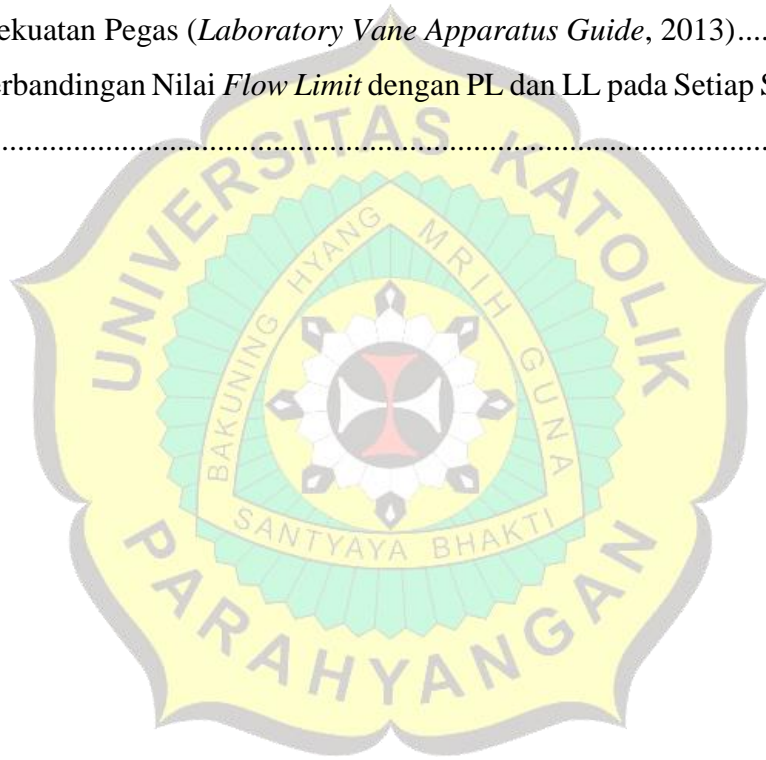 ekuatan Pegas (Laboratory Vane Apparatus Guide, 2013)....
erbandingan Nilai Flow Limit dengan PL dan LL pada Setiap S
................................................................................
UNIVERSITAS KATOLIK
PARAHYANGAN
BAKUNING HYANG MRIH GUNA
SANTYAYA BHAKTI